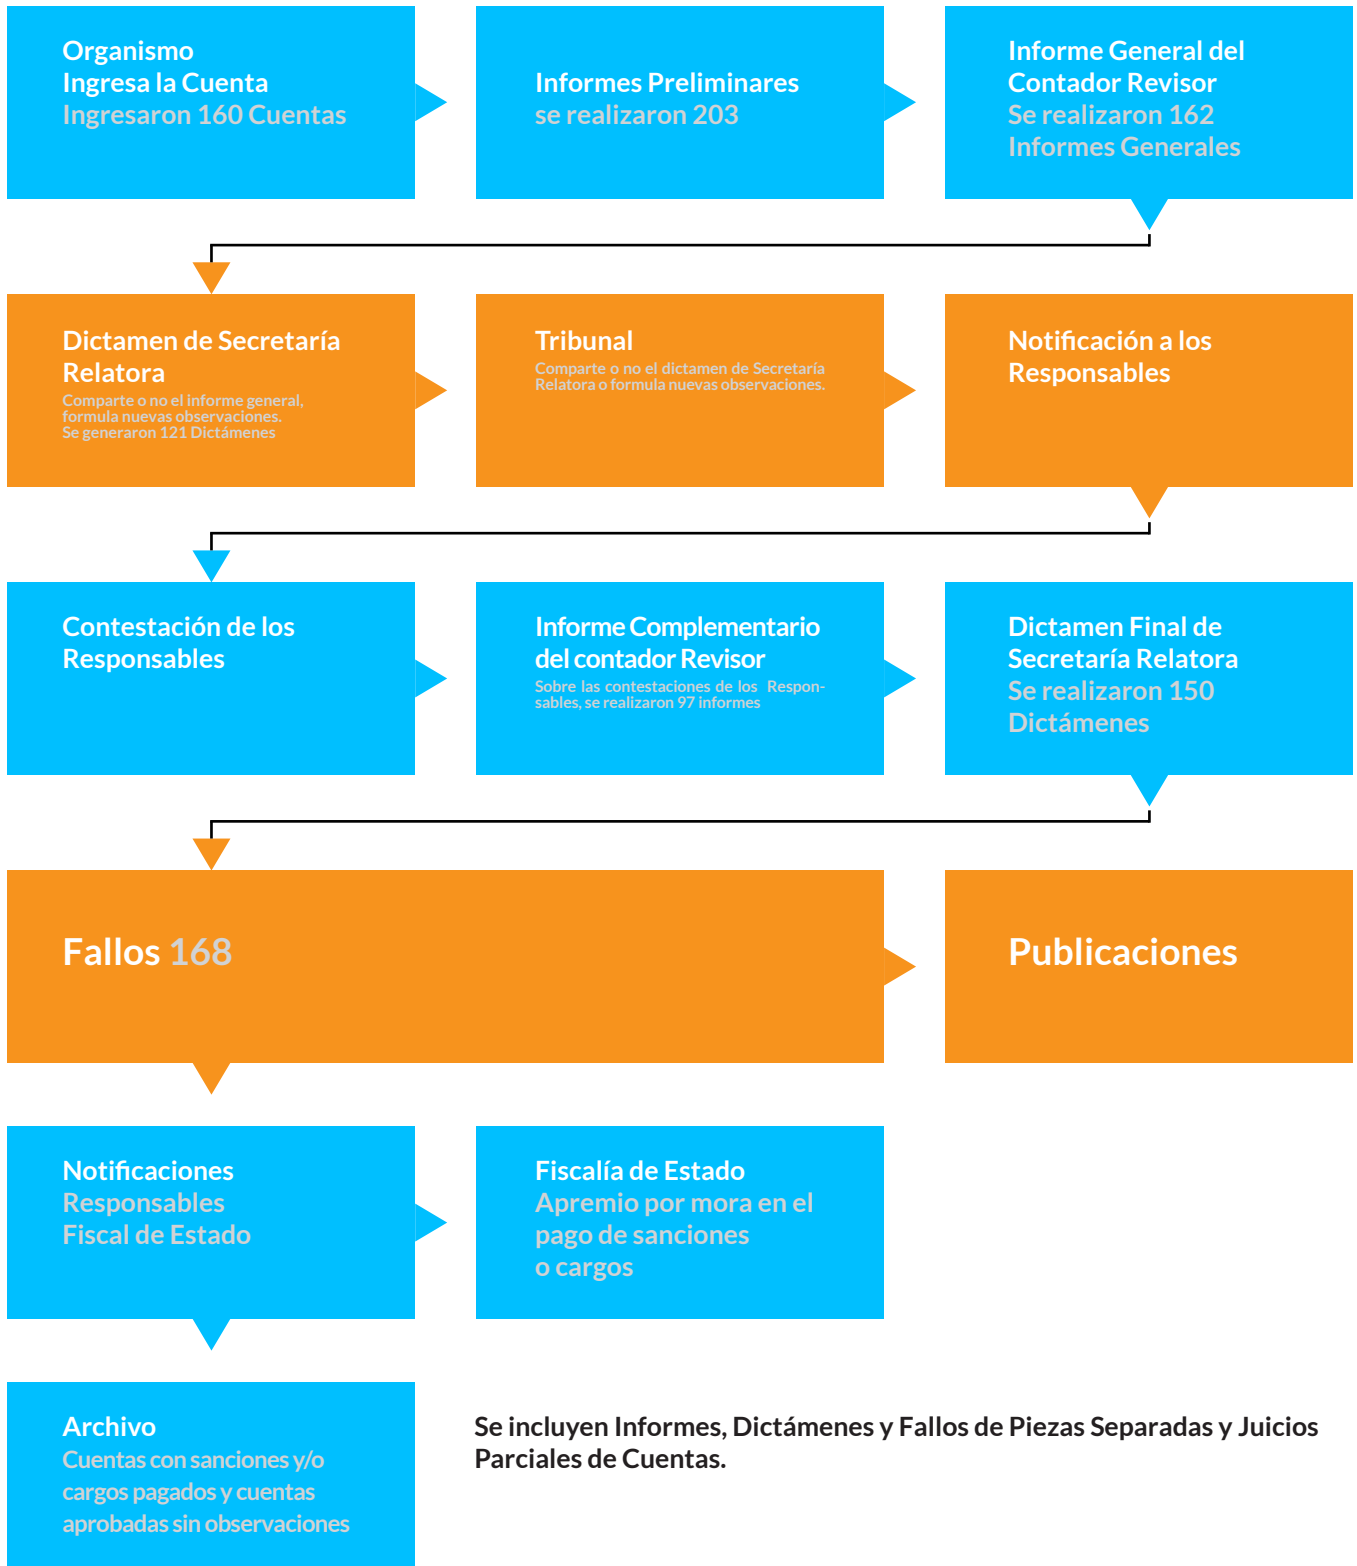 Organismo
Ingresa la Cuenta
Ingresaron 160 Cuentas
Informes Preliminares
se realizaron 203
Informe General del
Contador Revisor
Se realizaron 162
Informes Generales
Dictamen de Secretaría
Relatora
Comparte o no el informe general,
formula nuevas observaciones.
Se generaron 121 Dictámenes
Tribunal
Comparte o no el dictamen de Secretaría
Relatora o formula nuevas observaciones.
Notificación a los
Responsables
Contestación de los
Responsables
Informe Complementario
del contador Revisor
Sobre las contestaciones de los Respon-
sables, se realizaron 97 informes
Dictamen Final de
Secretaría Relatora
Se realizaron 150
Dictámenes
Fallos 168
Publicaciones
Notificaciones
Responsables
Fiscal de Estado
Fiscalía de Estado
Apremio por mora en el
pago de sanciones
o cargos
Archivo
Cuentas con sanciones y/o
cargos pagados y cuentas
aprobadas sin observaciones
Se incluyen Informes, Dictámenes y Fallos de Piezas Separadas y Juicios
Parciales de Cuentas.